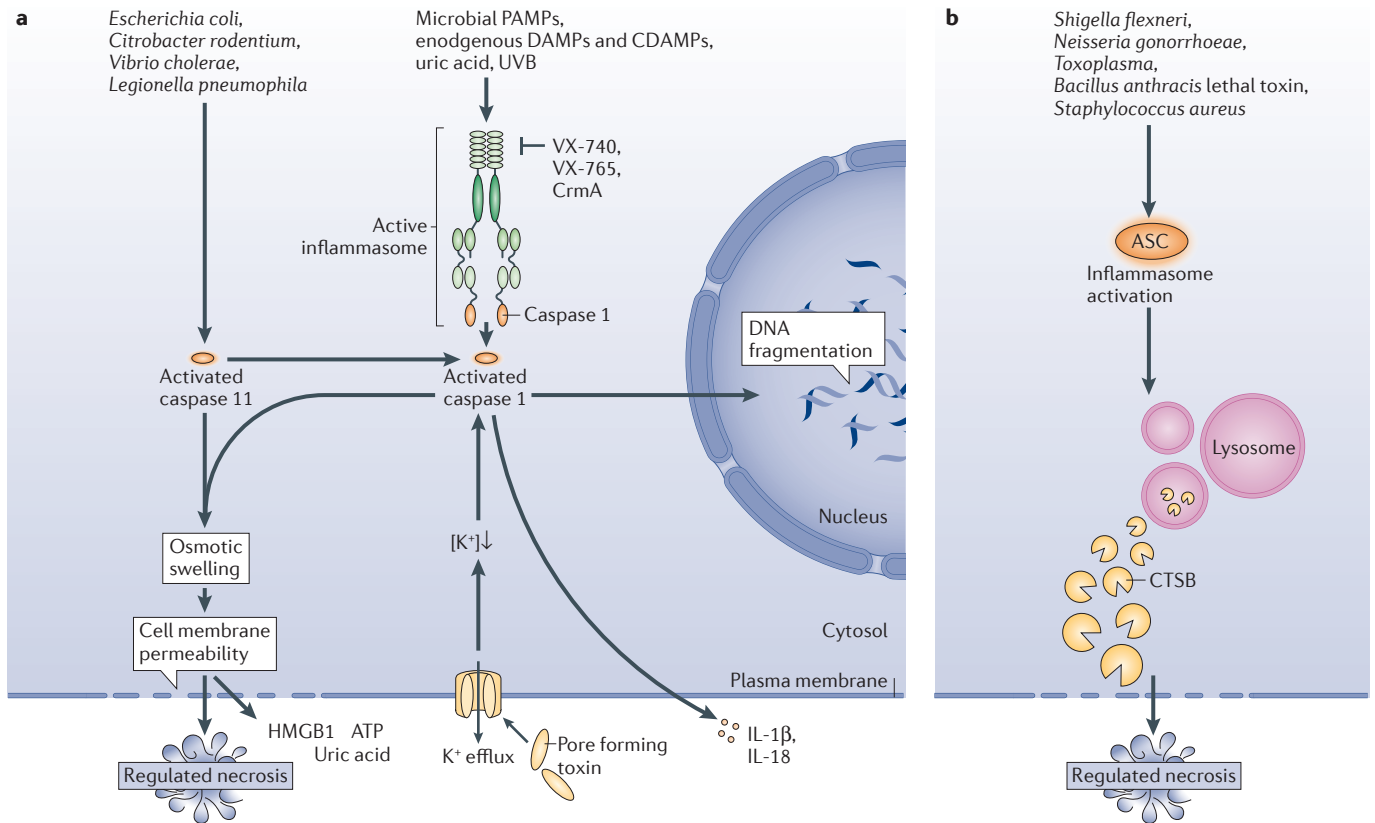 a
Escherichia coli,
Citrobacter rodentium,
Vibrio cholerae,
Legionella pneumophila
Microbial PAMPs,
enodgenous DAMPs and CDAMPs,
uric acid, UVB
VX-740,
VX-765,
CrmA
Active
inflammasome
Caspase 1
Activated
caspase 11
Activated
caspase 1
DNA
fragmentation
Nucleus
[K⁺]↓
Osmotic
swelling
Cell membrane
permeability
Cytosol
Plasma membrane
HMGB1 ATP
Uric acid
K⁺ efflux
Pore forming
toxin
IL-1β,
IL-18
Regulated necrosis
b
Shigella flexneri,
Neisseria gonorrhoeae,
Toxoplasma,
Bacillus anthracis lethal toxin,
Staphylococcus aureus
ASC
Inflammasome
activation
Lysosome
CTSB
Regulated necrosis